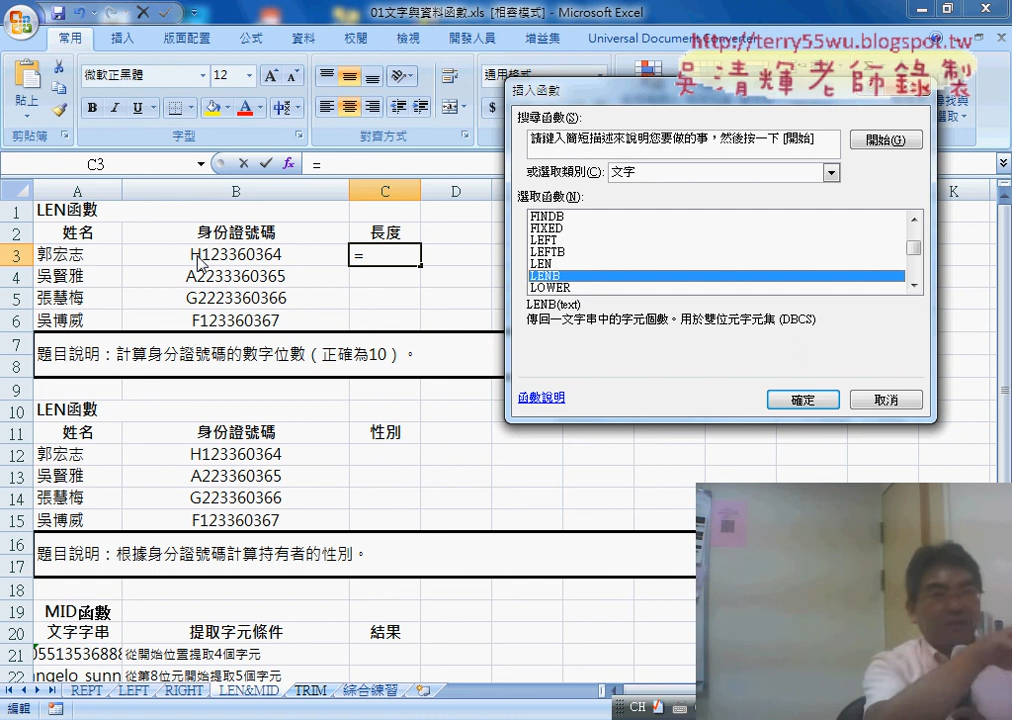 01文字與資料函數.xls [相容模式] - Microsoft Excel
常用 插入 版面配置 公式 資料 校閱 檢視 開發人員 增益集 Universal Document Converter
http://terry55wu.blogspot.tw
吳清輝老師錄製
貼上 微軟正黑體 12 通用格式
B I U A 中 $
剪貼簿 字型 對齊方式 選取
C3 fx =
A B C D K
1 LEN函數
2 姓名 身份證號碼 長度
3 郭宏志 H123360364 =
4 吳賢雅 A2233360365
5 張慧梅 G2223360366
6 吳博威 F123360367
7 題目說明：計算身分證號碼的數字位數（正確為10）。
8
9
10 LEN函數
11 姓名 身份證號碼 性別
12 郭宏志 H123360364
13 吳賢雅 A223360365
14 張慧梅 G223360366
15 吳博威 F123360367
16 題目說明：根據身分證號碼計算持有者的性別。
17
18
19 MID函數
20 文字字串 提取字元條件 結果
21 05513536888 從開始位置提取4個字元
22 angelo sunn 從第8位元開始提取5個字元
REPT LEFT RIGHT LEN&MID TRIM 綜合練習
編輯
CH
插入函數
搜尋函數(S):
請鍵入簡短描述來說明您要做的事，然後按一下 [開始]
開始(G)
或選取類別(C): 文字
選取函數(N):
FINDB
FIXED
LEFT
LEFTB
LEN
LENB
LOWER
LENB(text)
傳回一文字串中的字元個數。用於雙位元字元集 (DBCS)
函數說明
確定 取消